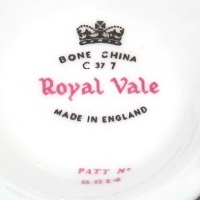 BONE CHINA
C 37 7
Royal Vale
MADE IN ENGLAND
PATT Nº